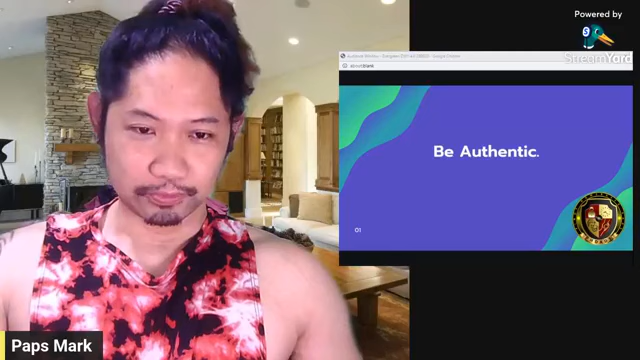 Powered by
StreamYard
about:blank
Be Authentic.
01
Paps Mark